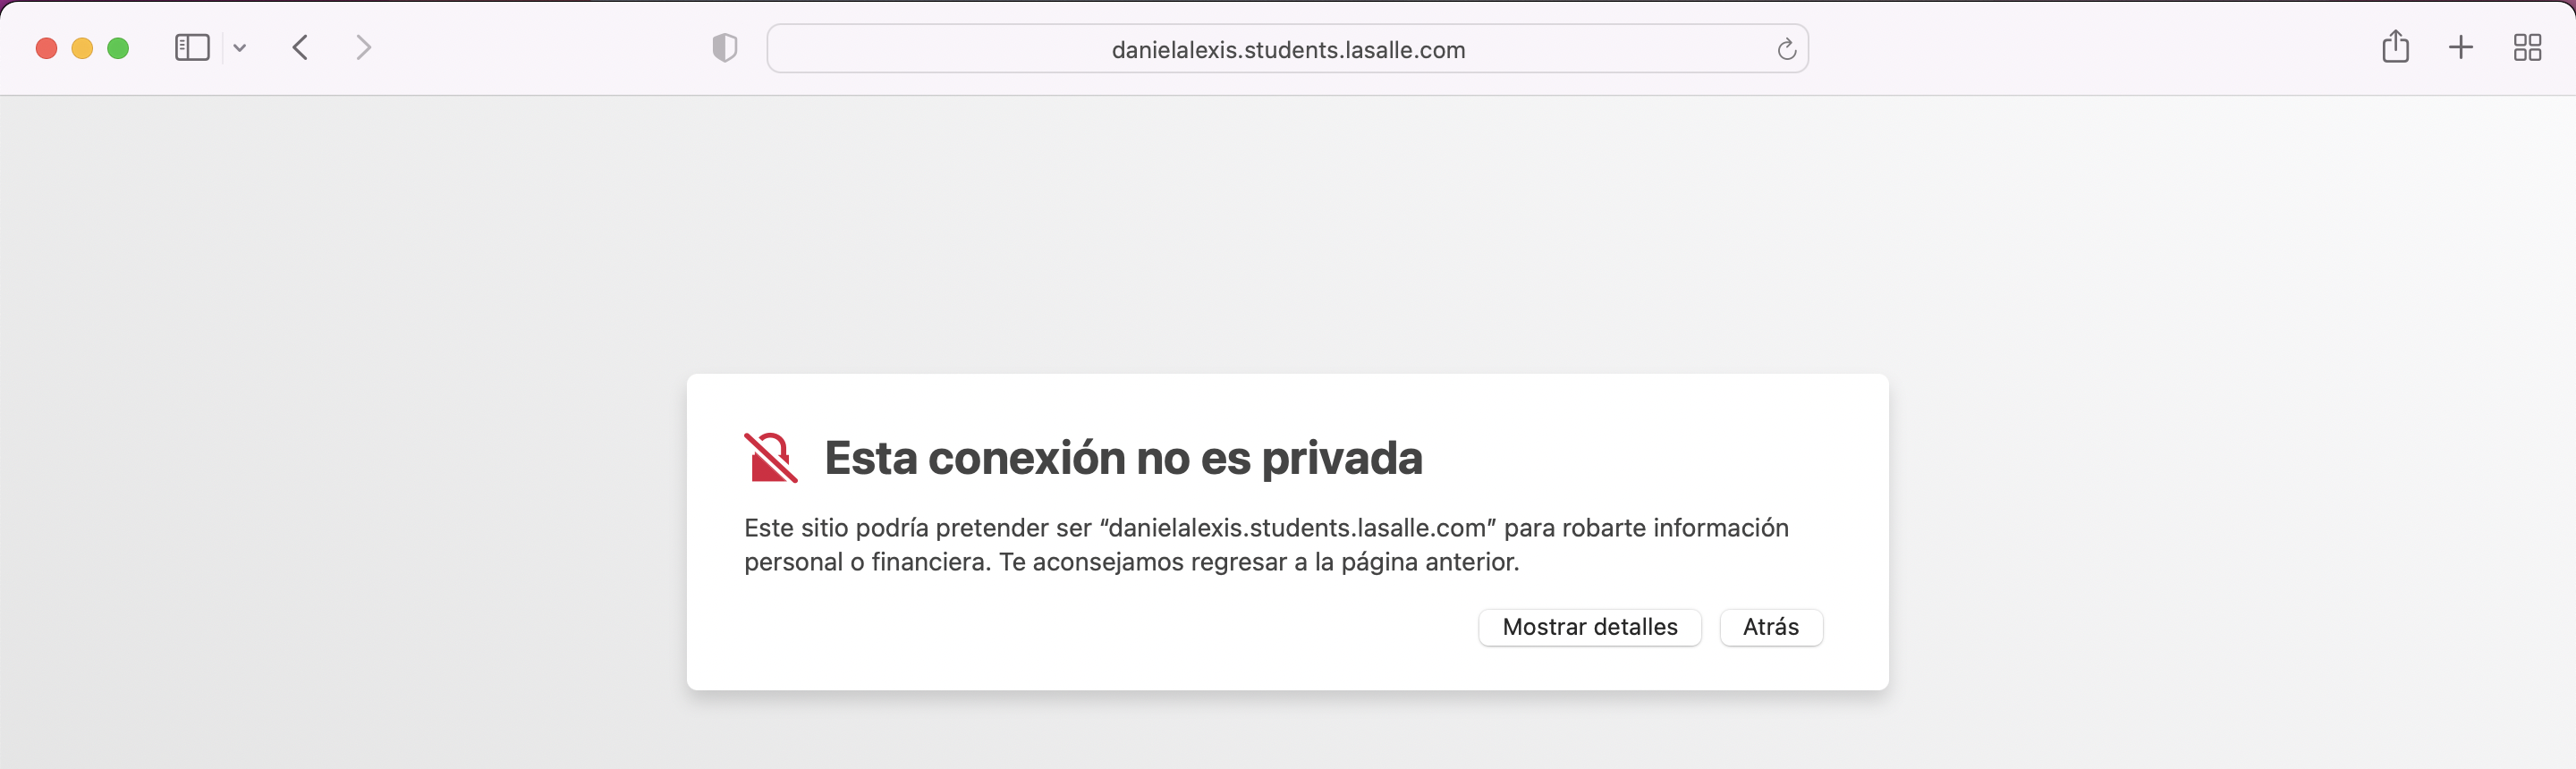 danielalexis.students.lasalle.com
Esta conexión no es privada
Este sitio podría pretender ser “danielalexis.students.lasalle.com” para robarte información
personal o financiera. Te aconsejamos regresar a la página anterior.
Mostrar detalles Atrás